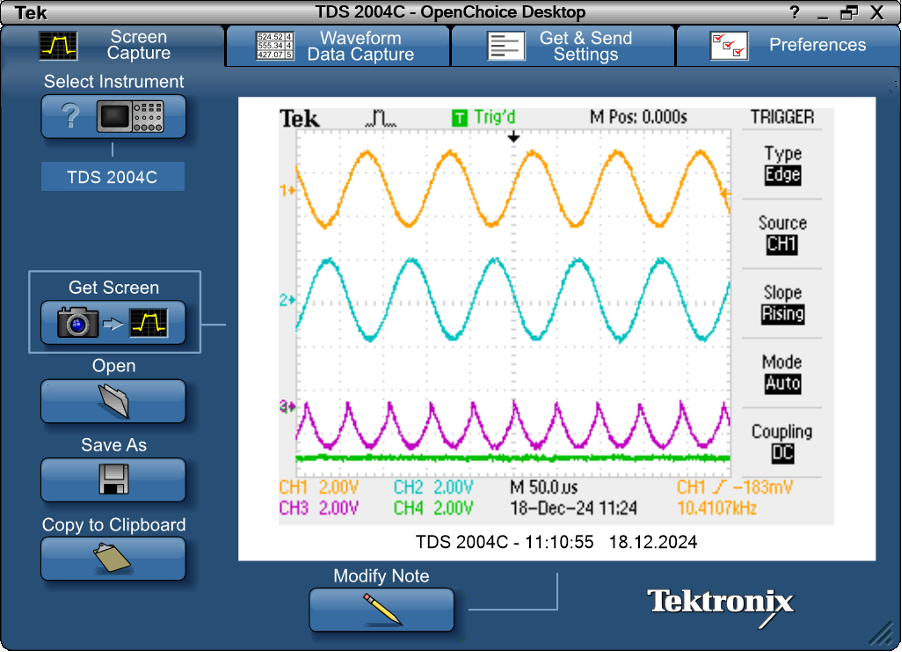 Tek
TDS 2004C - OpenChoice Desktop
? _ X
Screen
Capture
524.52 4
555.34 4
427.07 5
Waveform
Data Capture
Get & Send
Settings
Preferences
Select Instrument
?
TDS 2004C
Get Screen
Open
Save As
Copy to Clipboard
Tek
T Trig'd
M Pos: 0.000s
TRIGGER
Type
Edge
Source
CH1
Slope
Rising
Mode
Auto
Coupling
DC
1
2
3
CH1 2.00V
CH2 2.00V
M 50.0us
CH1 −183mV
CH3 2.00V
CH4 2.00V
18-Dec-24 11:24
10.4107kHz
TDS 2004C - 11:10:55 18.12.2024
Modify Note
Tektronix